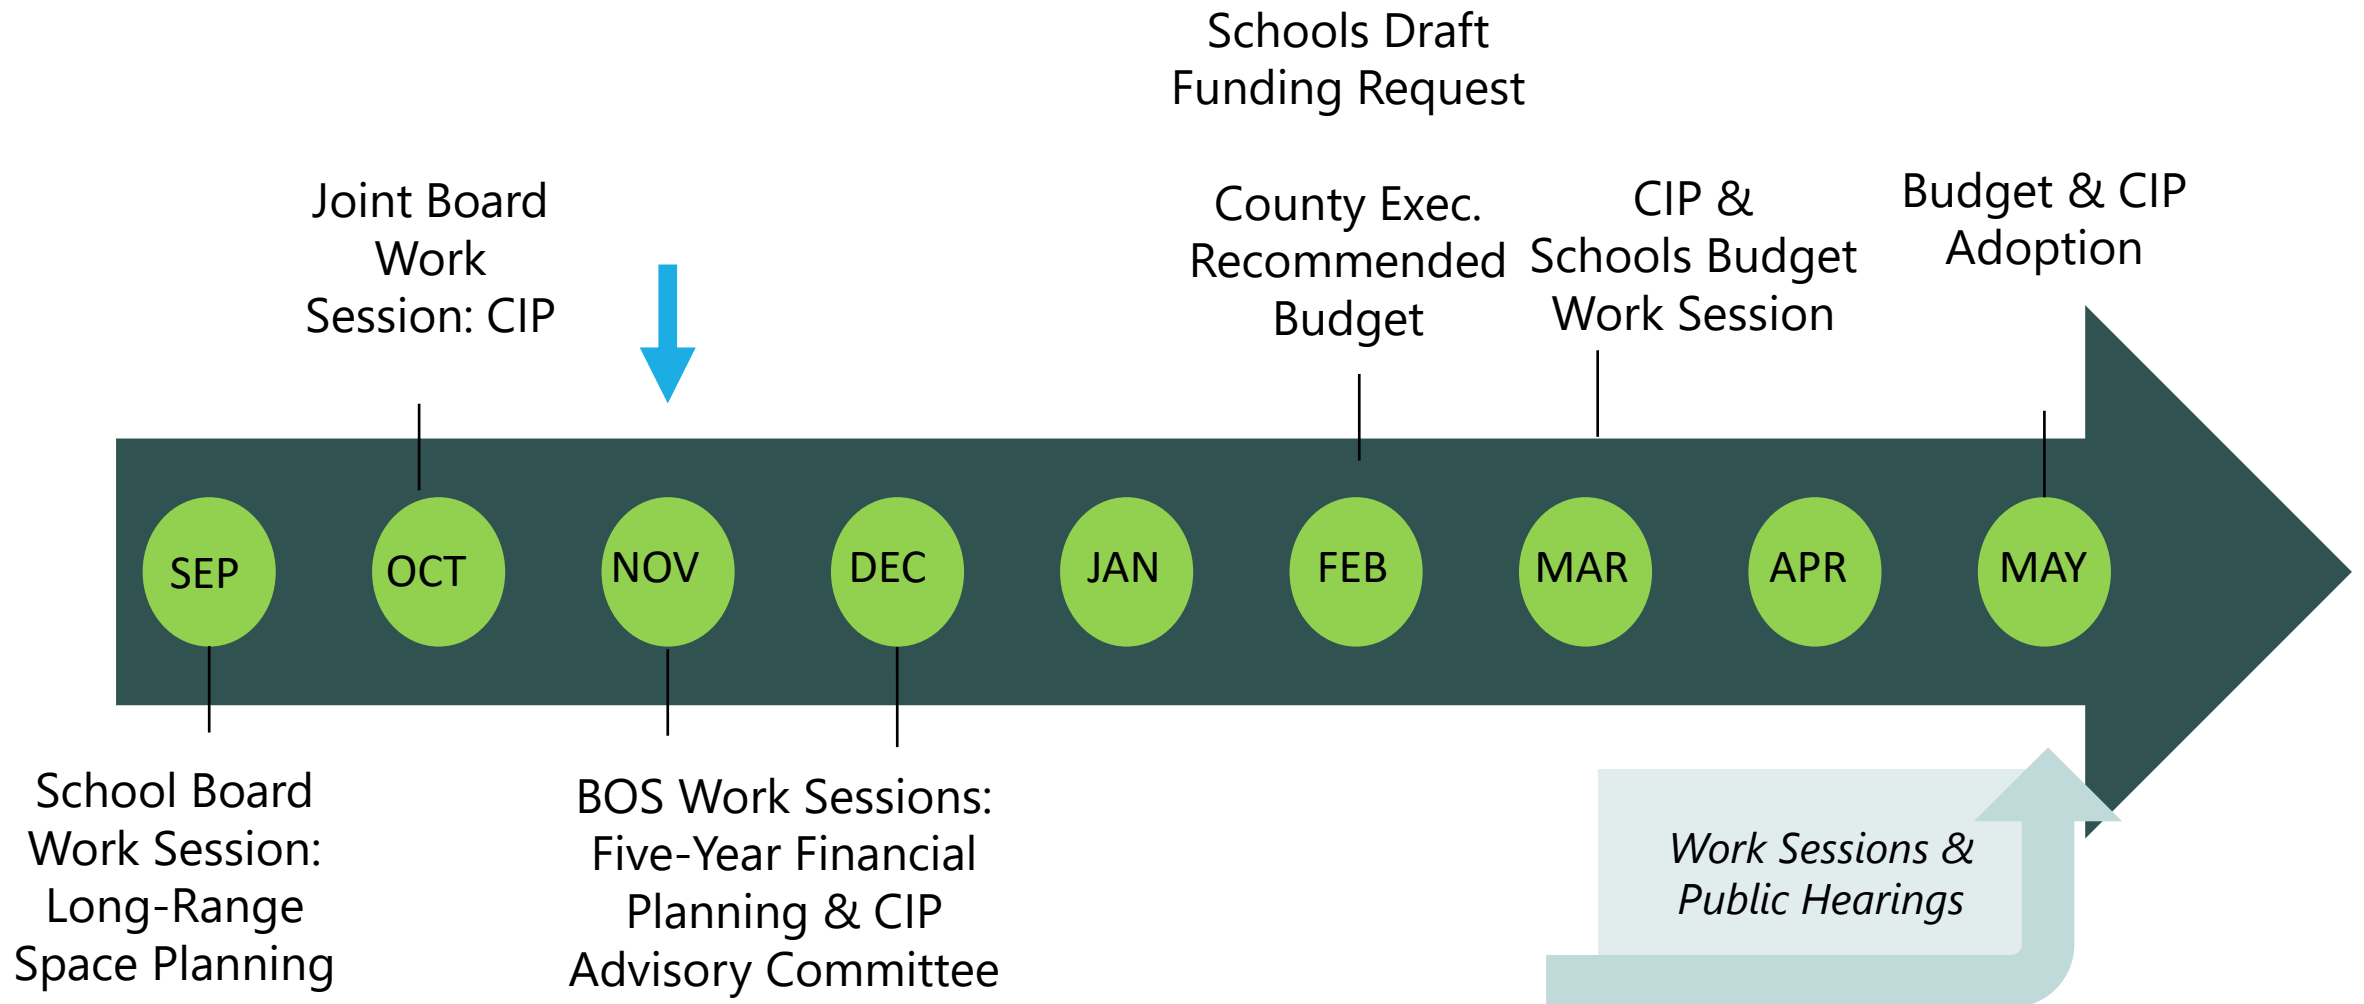 Schools Draft
Funding Request
Joint Board
Work
Session: CIP
County Exec.
Recommended
Budget
CIP &
Schools Budget
Work Session
Budget & CIP
Adoption
SEP
OCT
NOV
DEC
JAN
FEB
MAR
APR
MAY
School Board
Work Session:
Long-Range
Space Planning
BOS Work Sessions:
Five-Year Financial
Planning & CIP
Advisory Committee
Work Sessions &
Public Hearings